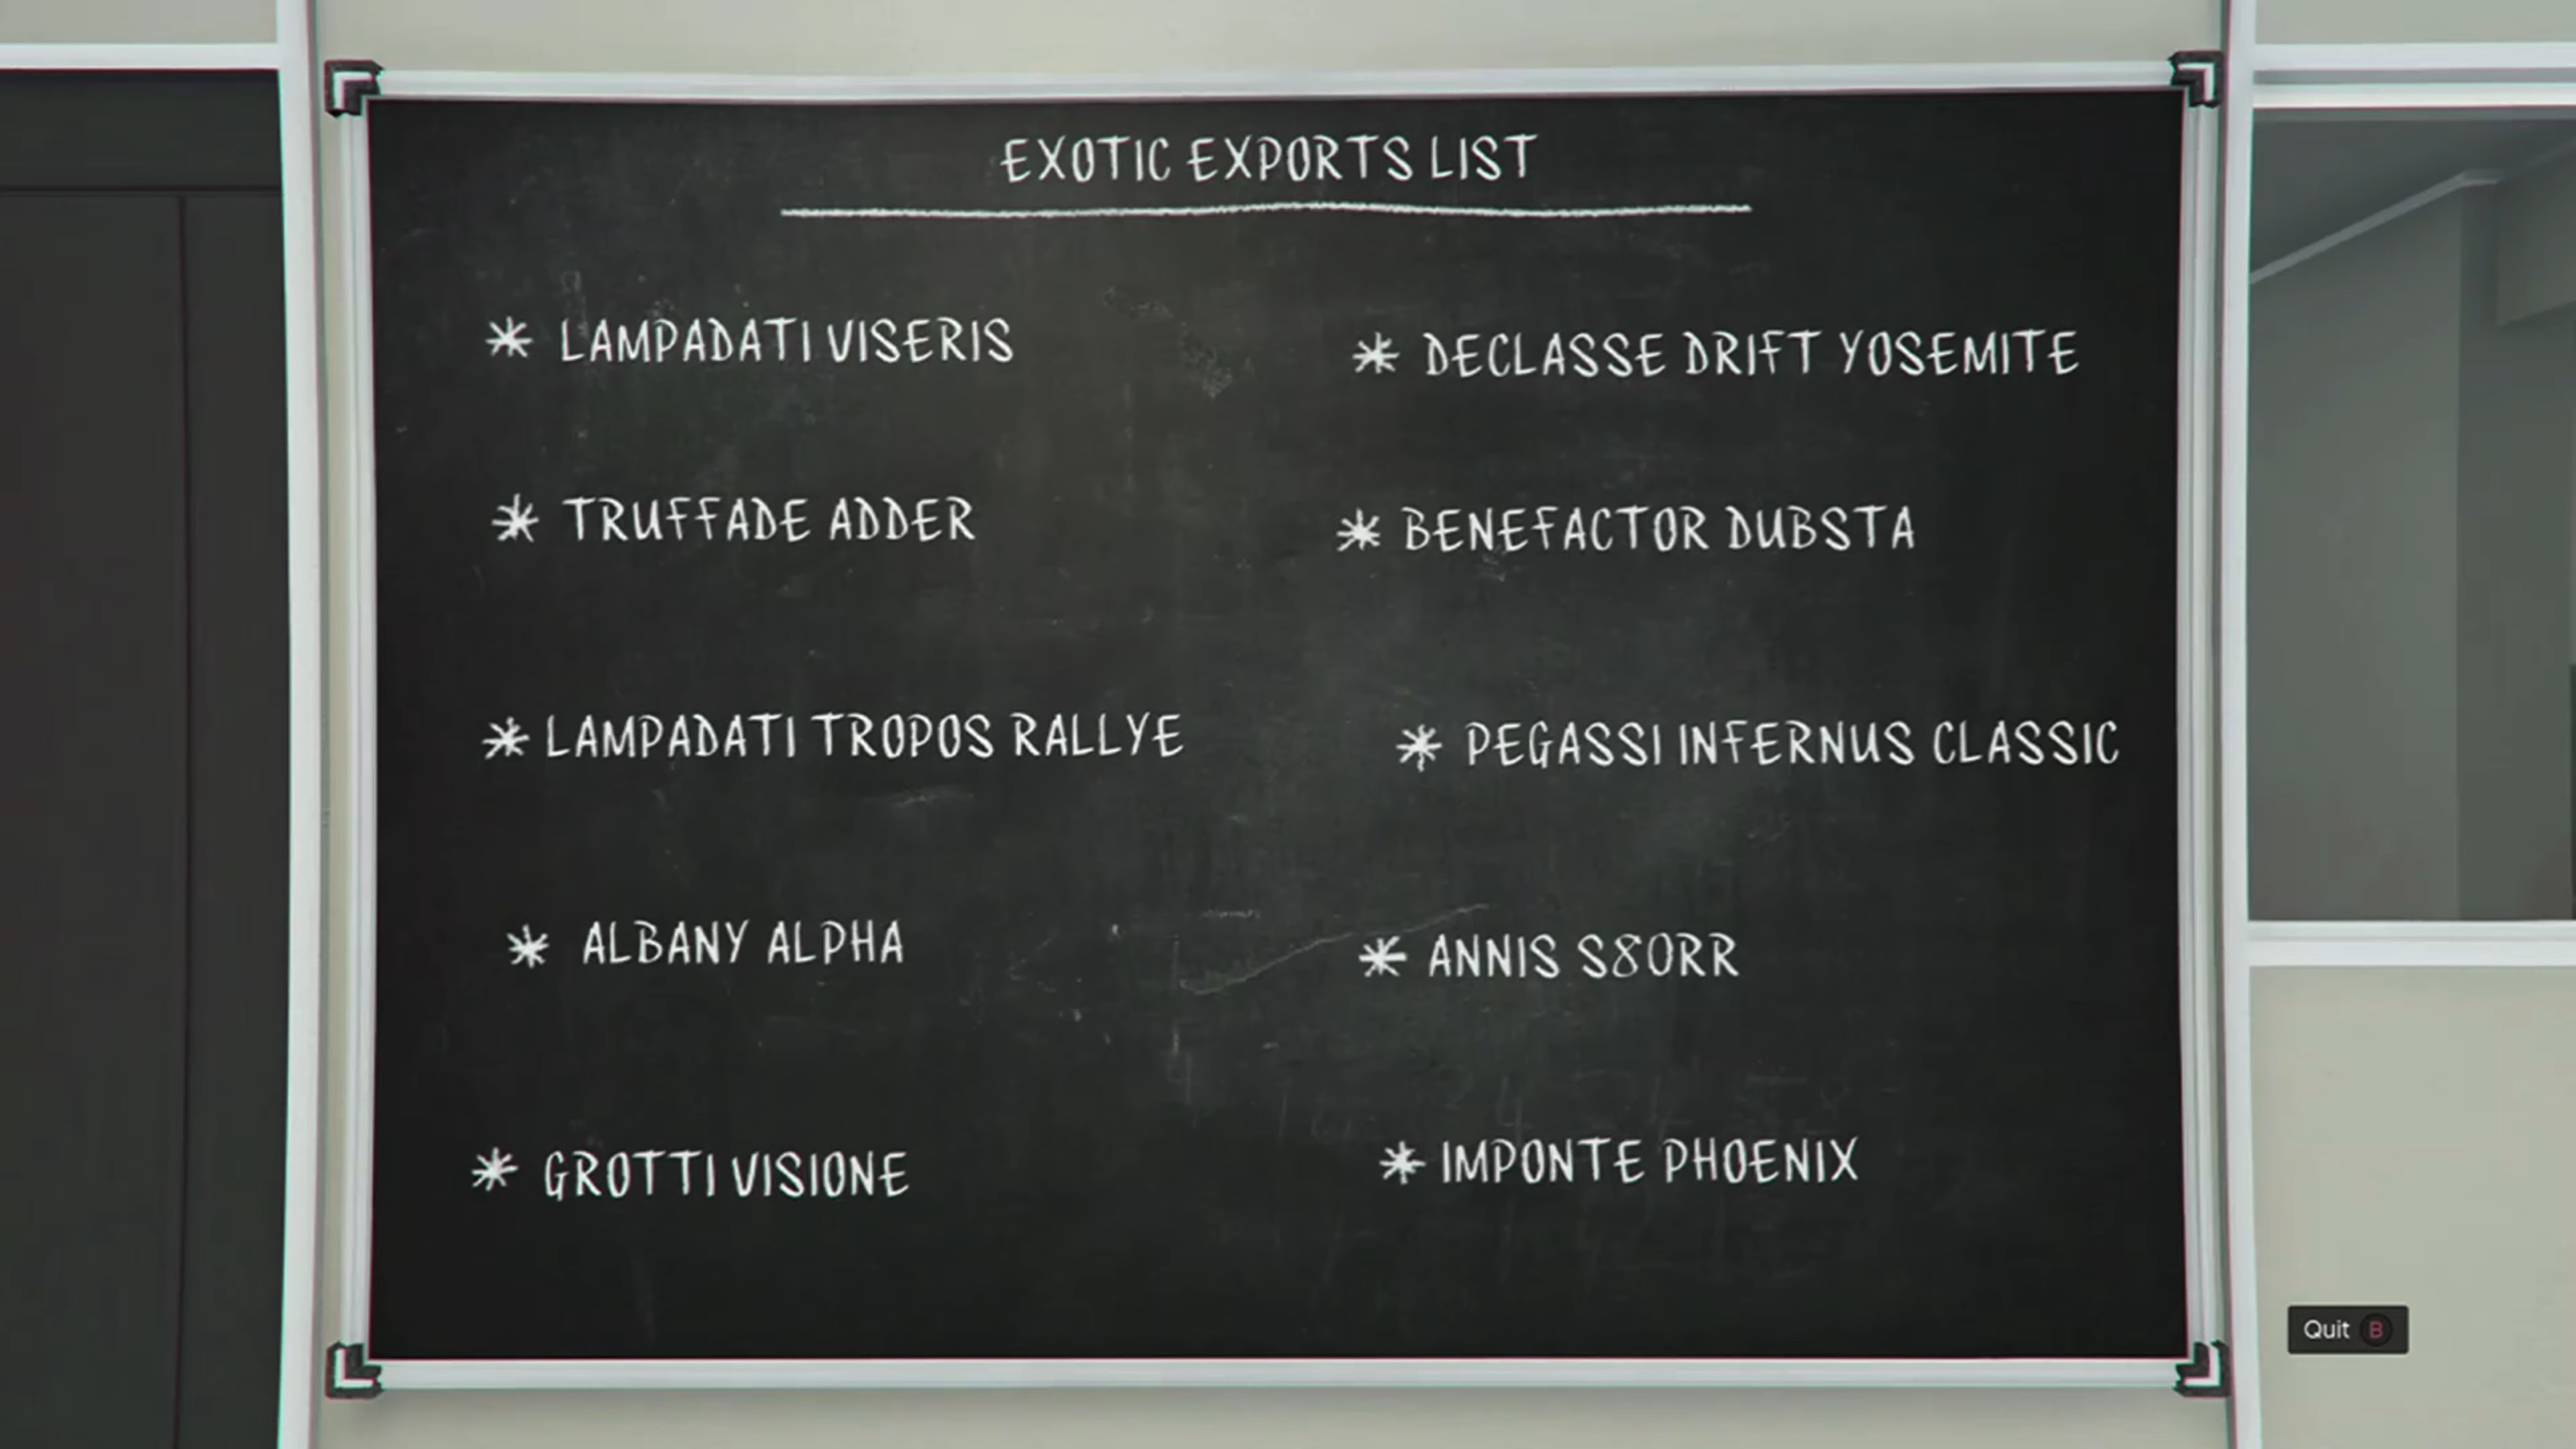 EXOTIC EXPORTS LIST
* LAMPADATI VISERIS
* TRUFFADE ADDER
* LAMPADATI TROPOS RALLYE
* ALBANY ALPHA
* GROTTI VISIONE
* DECLASSE DRIFT YOSEMITE
* BENEFACTOR DUBSTA
* PEGASSI INFERNUS CLASSIC
* ANNIS S80RR
* IMPONTE PHOENIX
Quit B